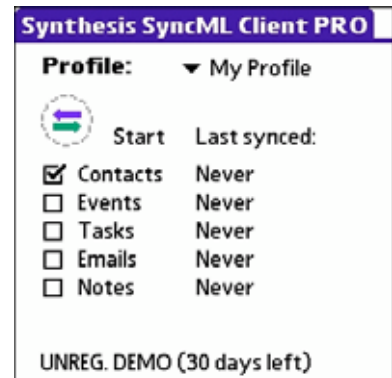 Synthesis SyncML Client PRO
Profile: My Profile
Start Last synced:
Contacts Never
Events Never
Tasks Never
Emails Never
Notes Never
UNREG. DEMO (30 days left)